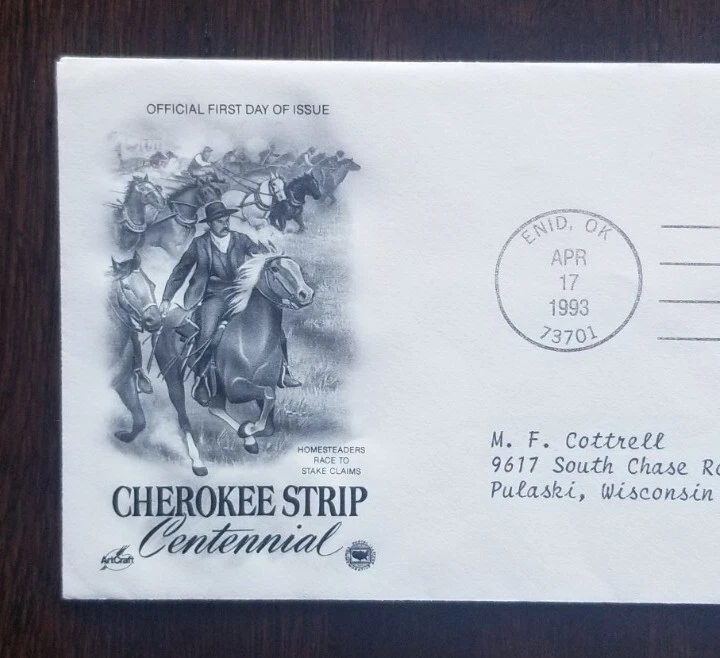 OFFICIAL FIRST DAY OF ISSUE
ENID, OK
APR
17
1993
73701
HOMESTEADERS
RACE TO
STAKE CLAIMS
M. F. Cottrell
9617 South Chase
Pulaski, Wisconsin
CHEROKEE STRIP
Centennial
ArtCraft